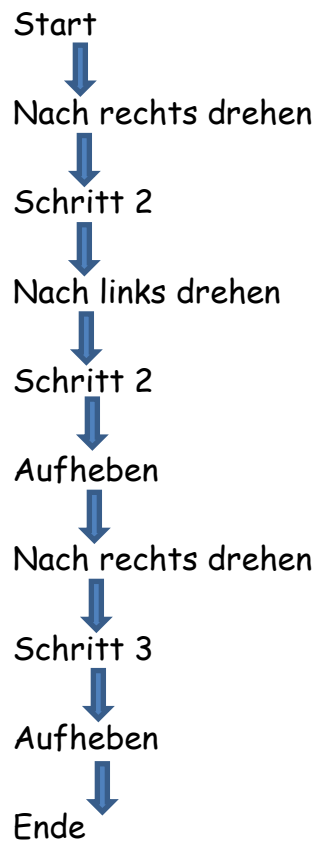 Start
Nach rechts drehen
Schritt 2
Nach links drehen
Schritt 2
Aufheben
Nach rechts drehen
Schritt 3
Aufheben
Ende